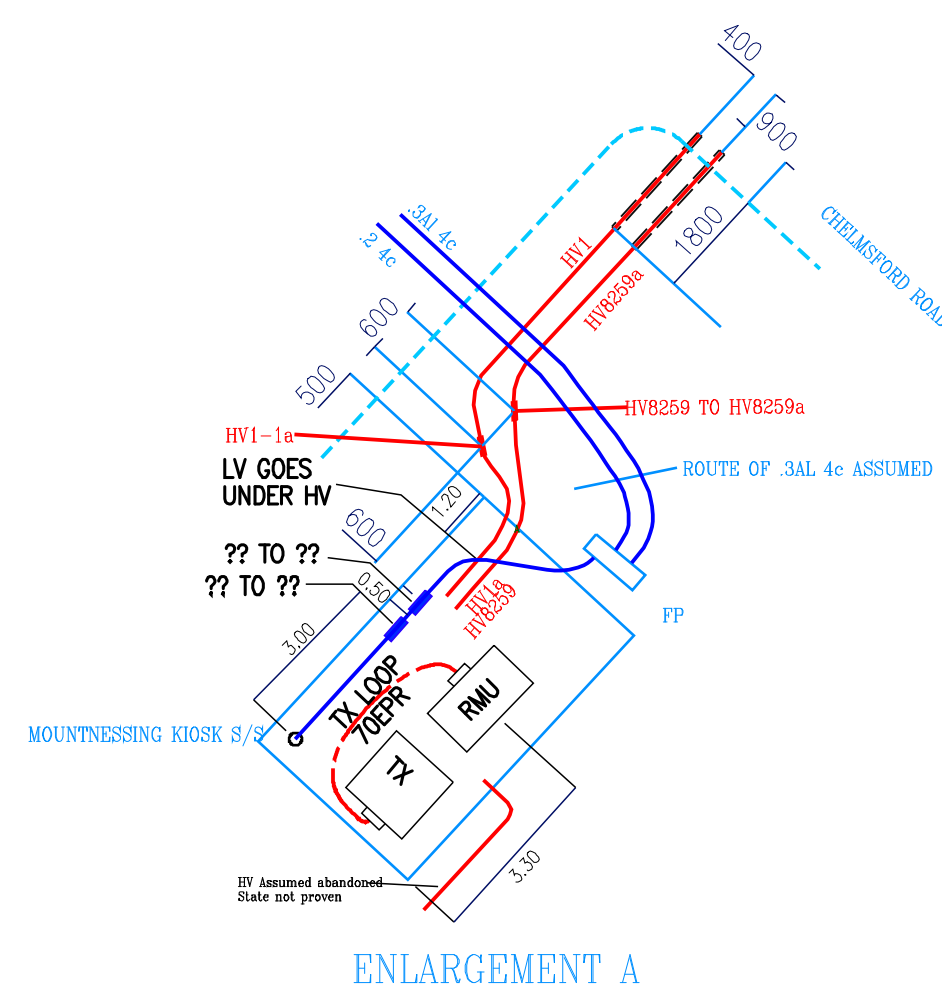 400
900
.3Al 4c
.2 4c
1800
CHELMSFORD ROAD
HV1
HV8259a
600
500
HV8259 TO HV8259a
HV1-1a
LV GOES
UNDER HV
ROUTE OF .3AL 4c ASSUMED
1.20
600
?? TO ??
?? TO ??
0.50
HV1a
HV8259
FP
3.00
TX LOOP
70EPR
RMU
MOUNTNESSING KIOSK S/S
TX
3.30
HV Assumed abandoned
State not proven
ENLARGEMENT A